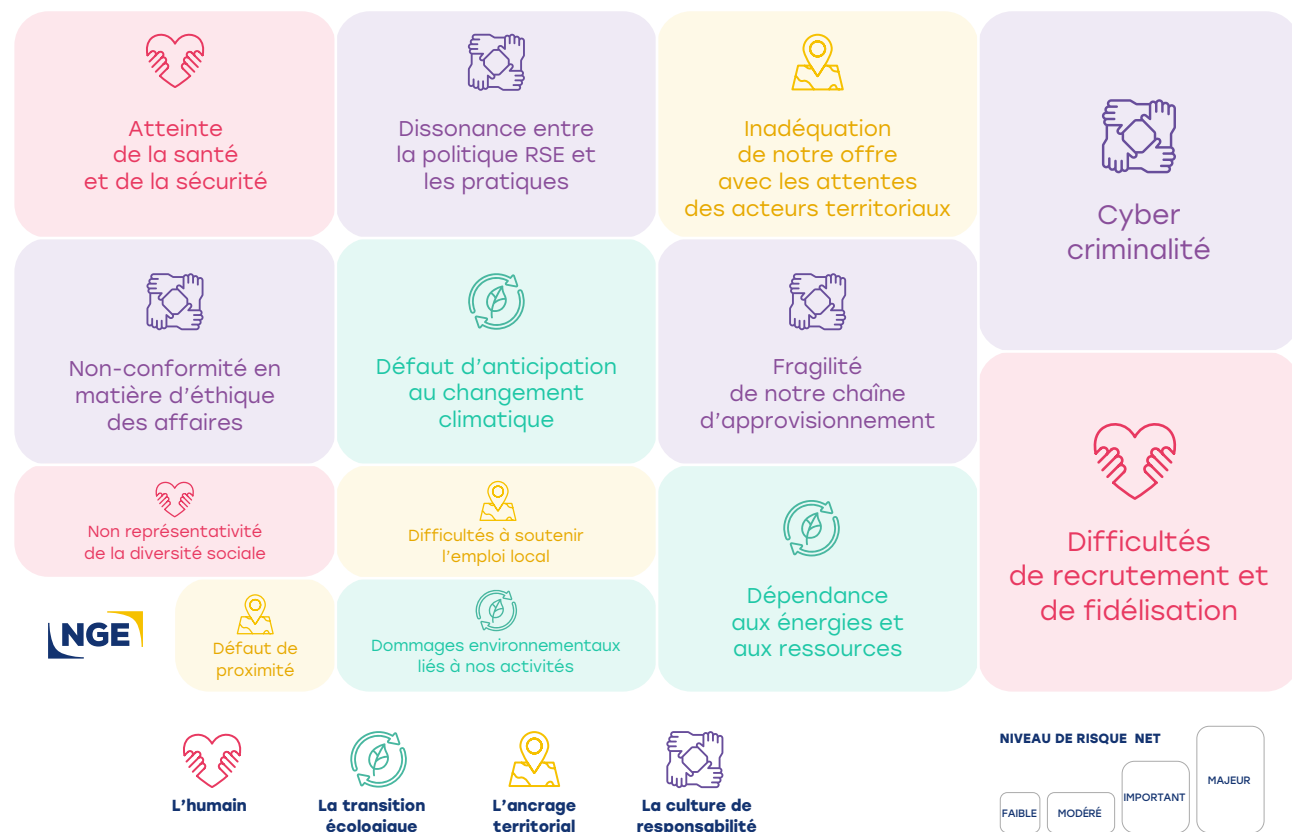 Atteinte
de la santé
et de la sécurité
Dissonance entre
la politique RSE et
les pratiques
Inadéquation
de notre offre
avec les attentes
des acteurs territoriaux
Cyber
criminalité
Non-conformité en
matière d’éthique
des affaires
Défaut d’anticipation
au changement
climatique
Fragilité
de notre chaîne
d’approvisionnement
Difficultés
de recrutement et
de fidélisation
Non représentativité
de la diversité sociale
Difficultés à soutenir
l’emploi local
Dépendance
aux énergies et
aux ressources
NGE
Défaut de
proximité
Dommages environnementaux
liés à nos activités
L’humain
La transition
écologique
L’ancrage
territorial
La culture de
responsabilité
NIVEAU DE RISQUE NET
FAIBLE
MODÉRÉ
IMPORTANT
MAJEUR